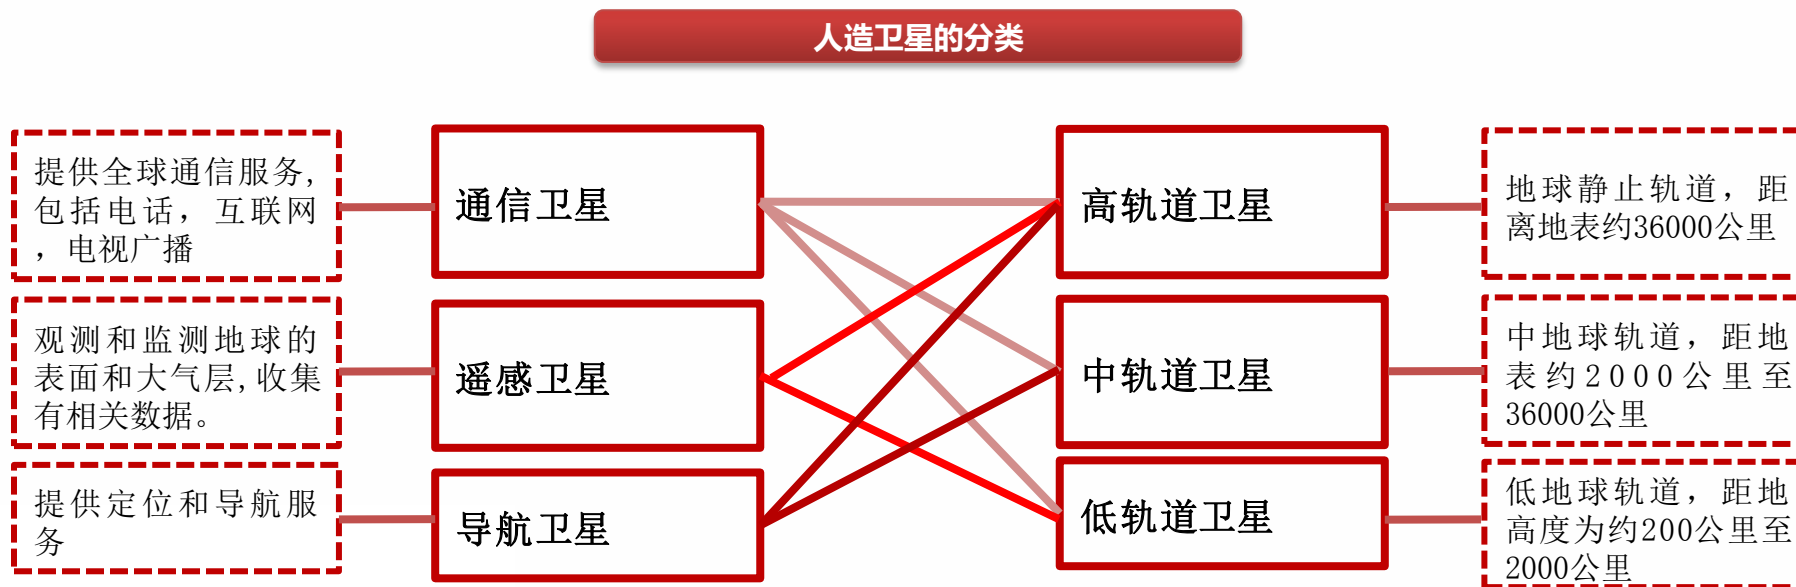 人造卫星的分类
提供全球通信服务,
包括电话，互联网
，电视广播
通信卫星
高轨道卫星
地球静止轨道，距
离地表约36000公里
观测和监测地球的
表面和大气层,收集
有相关数据。
遥感卫星
中轨道卫星
中地球轨道，距地
表约2000公里至
36000公里
提供定位和导航服
务
导航卫星
低轨道卫星
低地球轨道，距地
高度为约200公里至
2000公里